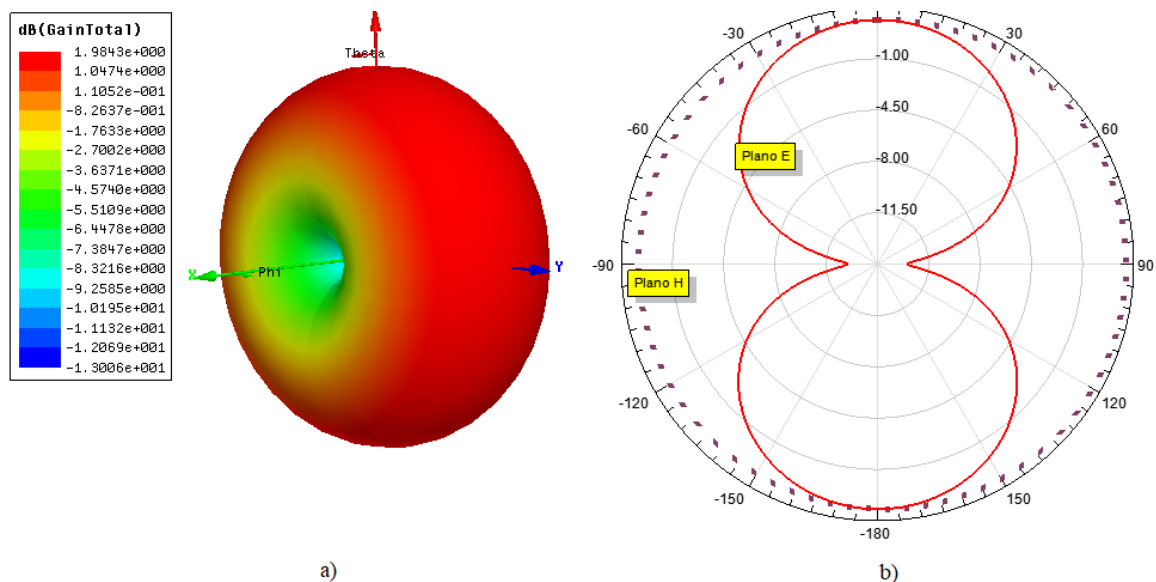 dB(GainTotal)
1.9843e+000
1.0474e+000
1.1052e-001
-8.2637e-001
-1.7633e+000
-2.7002e+000
-3.6371e+000
-4.5740e+000
-5.5109e+000
-6.4478e+000
-7.3847e+000
-8.3216e+000
-9.2585e+000
-1.0195e+001
-1.1132e+001
-1.2069e+001
-1.3006e+001
Theta
X
Phi
Y
a)
-30
30
-1.00
-4.50
-60
60
Plano E
-8.00
-11.50
-90
90
Plano H
-120
120
-150
150
-180
b)